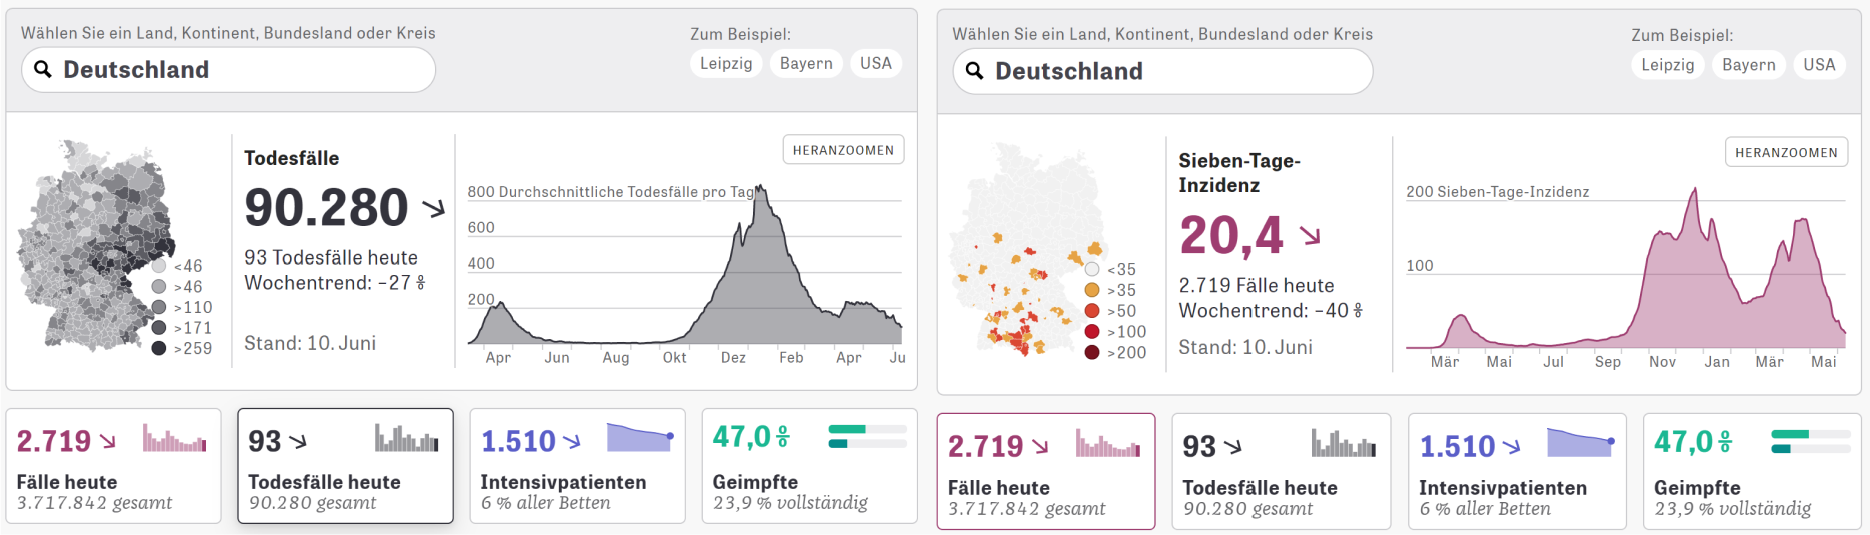 Wählen Sie ein Land, Kontinent, Bundesland oder Kreis
Deutschland
Zum Beispiel:
Leipzig
Bayern
USA
<46
>46
>110
>171
>259
Todesfälle
90.280
93 Todesfälle heute
Wochentrend: -27 %
Stand: 10. Juni
HERANZOOMEN
800 Durchschnittliche Todesfälle pro Tag
600
400
200
Apr Jun Aug Okt Dez Feb Apr Ju
2.719
Fälle heute
3.717.842 gesamt
93
Todesfälle heute
90.280 gesamt
1.510
Intensivpatienten
6 % aller Betten
47,0 %
Geimpfte
23,9 % vollständig
Wählen Sie ein Land, Kontinent, Bundesland oder Kreis
Deutschland
Zum Beispiel:
Leipzig
Bayern
USA
<35
>35
>50
>100
>200
Sieben-Tage-
Inzidenz
20,4
2.719 Fälle heute
Wochentrend: -40 %
Stand: 10. Juni
HERANZOOMEN
200 Sieben-Tage-Inzidenz
100
Mär Mai Jul Sep Nov Jan Mär Mai
2.719
Fälle heute
3.717.842 gesamt
93
Todesfälle heute
90.280 gesamt
1.510
Intensivpatienten
6 % aller Betten
47,0 %
Geimpfte
23,9 % vollständig